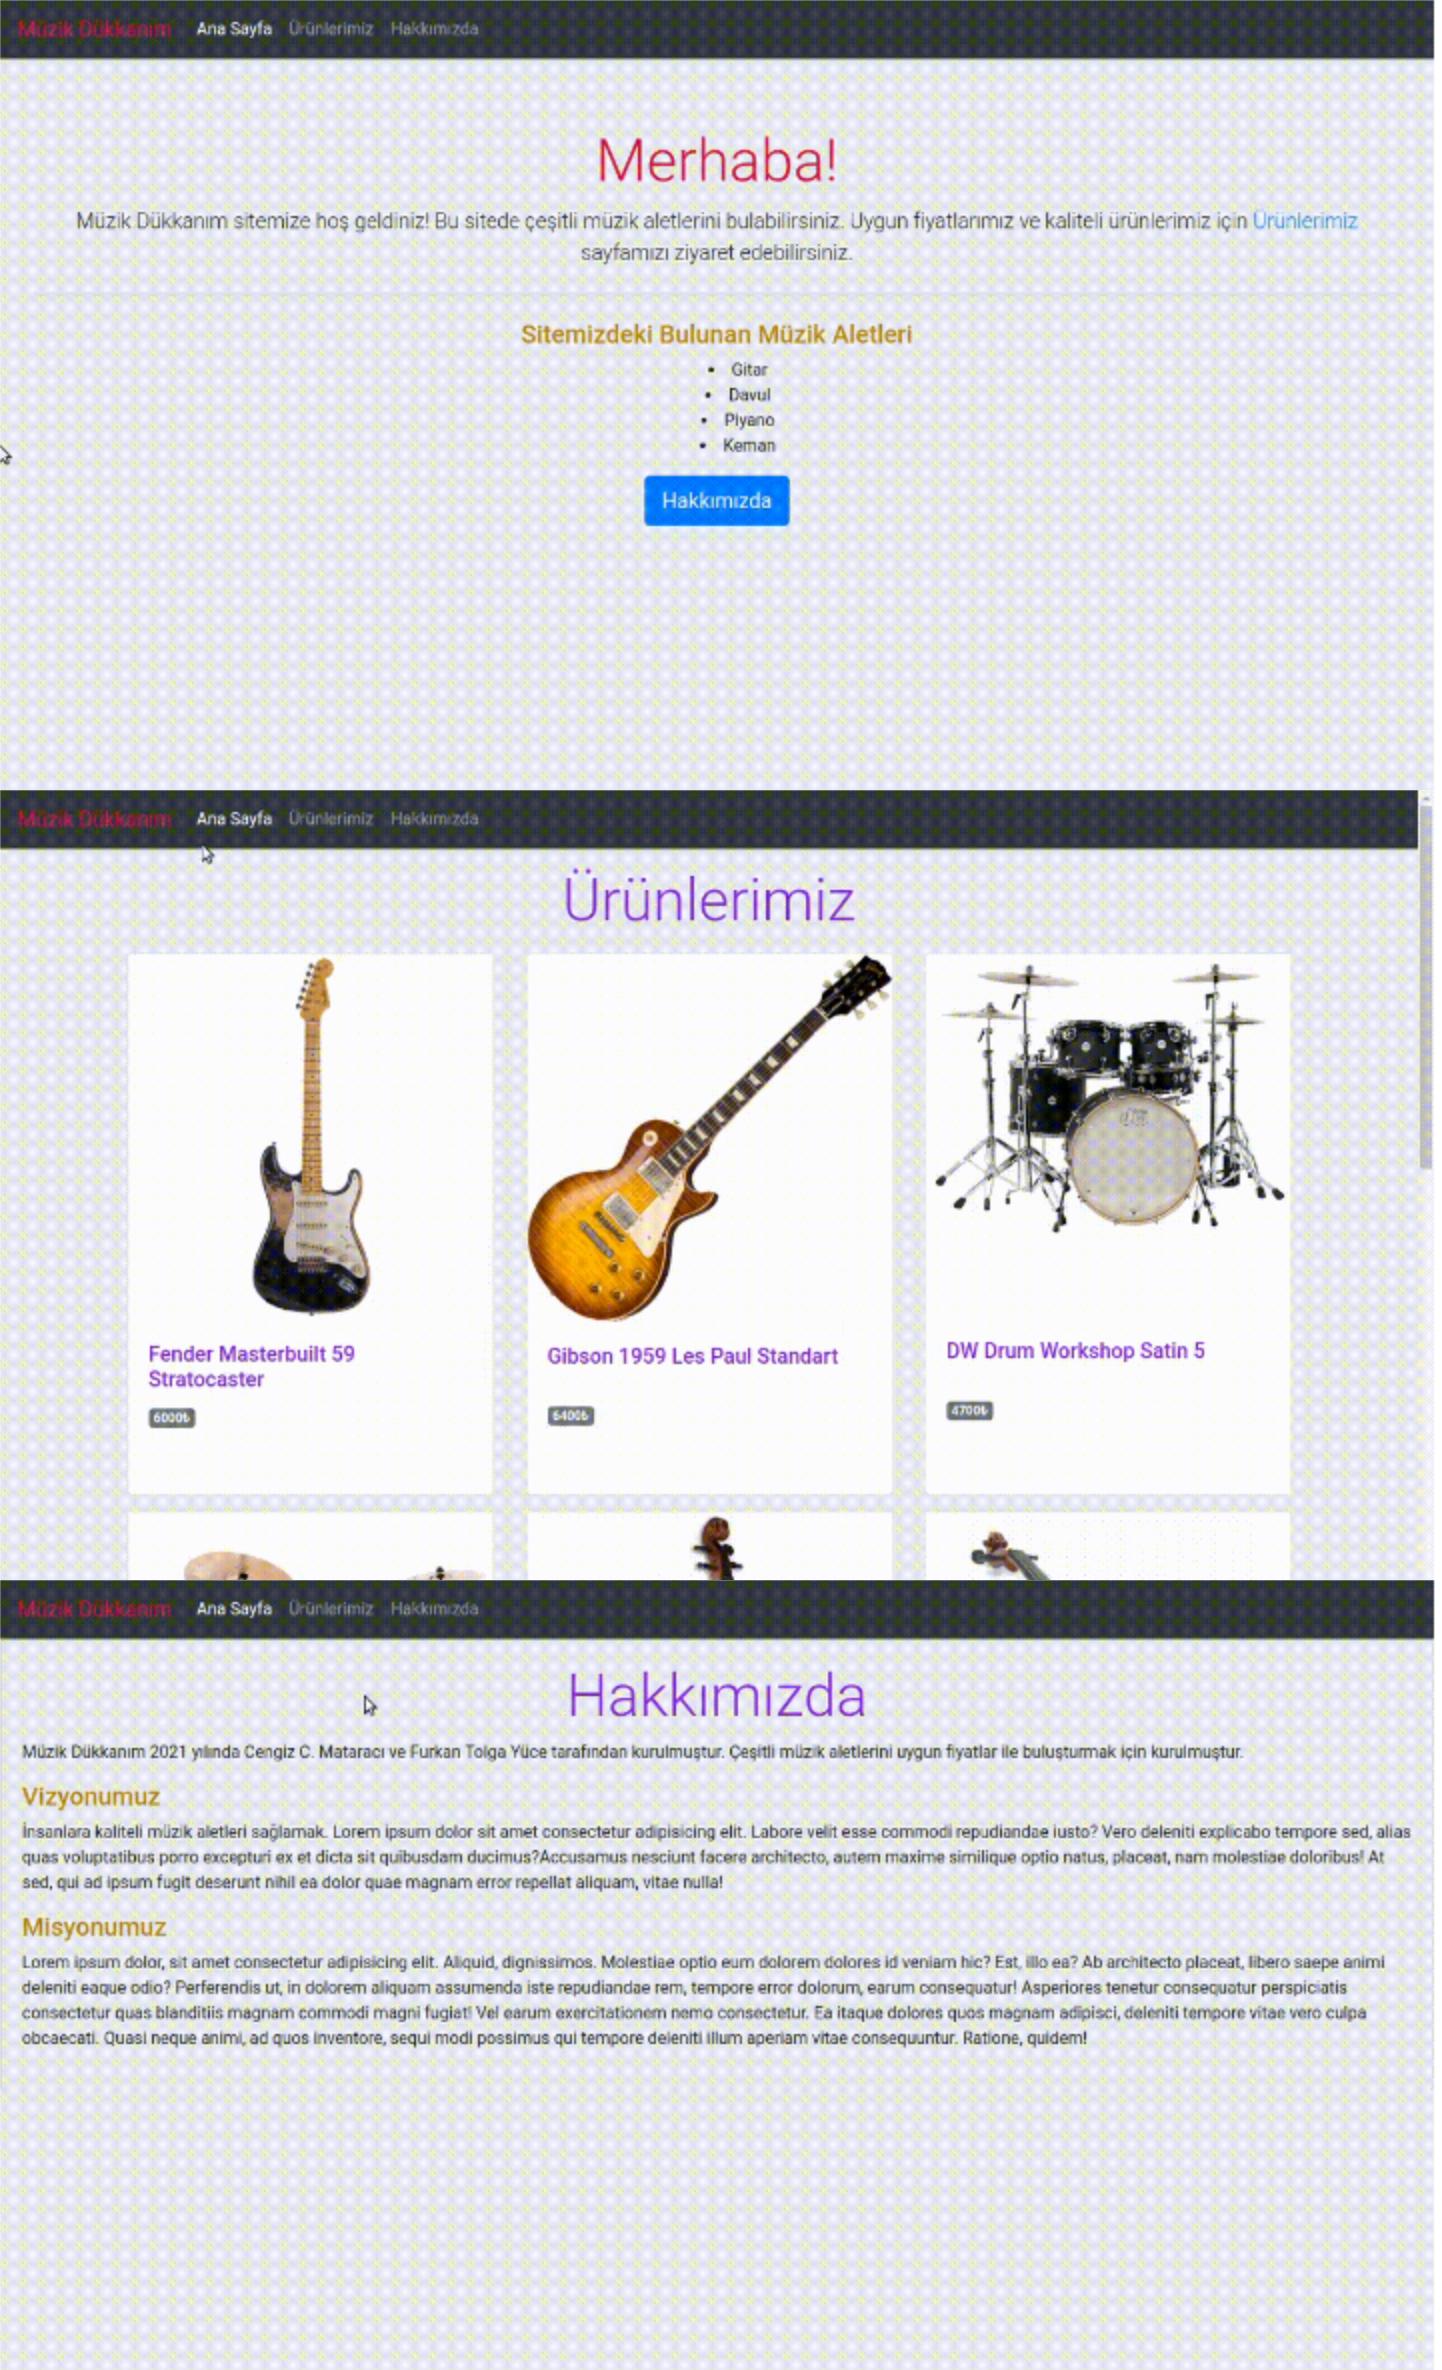 Müzik Dükkanım Ana Sayfa Ürünlerimiz Hakkımızda
Merhaba!
Müzik Dükkanım sitemize hoş geldiniz! Bu sitede çeşitli müzik aletlerini bulabilirsiniz. Uygun fiyatlarımız ve kaliteli ürünlerimiz için Ürünlerimiz
sayfamızı ziyaret edebilirsiniz.
Sitemizdeki Bulunan Müzik Aletleri
• Gitar
• Davul
• Piyano
• Keman
Hakkımızda
Müzik Dükkanım Ana Sayfa Ürünlerimiz Hakkımızda
Ürünlerimiz
Fender Masterbuilt 59
Stratocaster
6000₺
Gibson 1959 Les Paul Standart
6400₺
DW Drum Workshop Satin 5
4700₺
Müzik Dükkanım Ana Sayfa Ürünlerimiz Hakkımızda
Hakkımızda
Müzik Dükkanım 2021 yılında Cengiz C. Mataracı ve Furkan Tolga Yüce tarafından kurulmuştur. Çeşitli müzik aletlerini uygun fiyatlar ile buluşturmak için kurulmuştur.
Vizyonumuz
İnsanlara kaliteli müzik aletleri sağlamak. Lorem ipsum dolor sit amet consectetur adipisicing elit. Labore velit esse commodi repudiandae iusto? Vero deleniti explicabo tempore sed, alias
quas voluptatibus porro excepturi ex et dicta sit quibusdam ducimus?Accusamus nesciunt facere architecto, autem maxime similique optio natus, placeat, nam molestiae doloribus! At
sed, qui ad ipsum fugit deserunt nihil ea dolor quae magnam error repellat aliquam, vitae nulla!
Misyonumuz
Lorem ipsum dolor, sit amet consectetur adipisicing elit. Aliquid, dignissimos. Molestiae optio eum dolorem dolores id veniam hic? Est, illo ea? Ab architecto placeat, libero saepe animi
deleniti eaque odio? Perferendis ut, in dolorem aliquam assumenda iste repudiandae rem, tempore error dolorum, earum consequatur! Asperiores tenetur consequatur perspiciatis
consectetur quas blanditiis magnam commodi magni fugiat! Vel earum exercitationem nemo consectetur. Ea itaque dolores quos magnam adipisci, deleniti tempore vitae vero culpa
obcaecati. Quasi neque animi, ad quos inventore, sequi modi possimus qui tempore deleniti illum aperiam vitae consequuntur. Ratione, quidem!